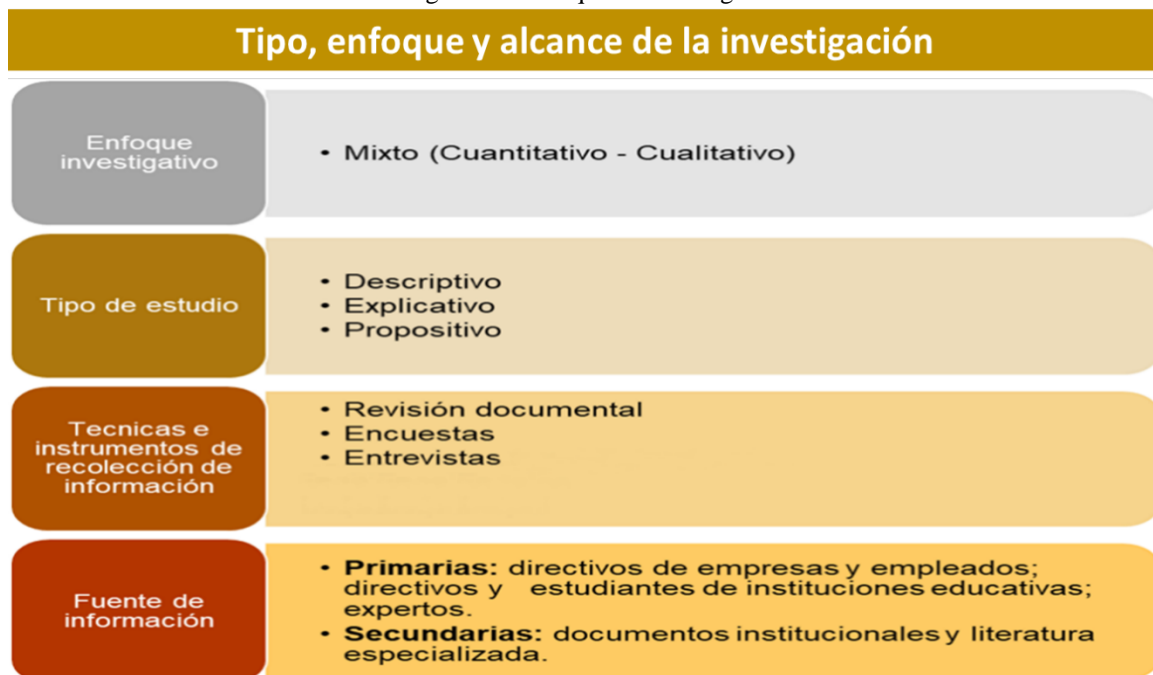 Tipo, enfoque y alcance de la investigación
Enfoque
investigativo
• Mixto (Cuantitativo - Cualitativo)
Tipo de estudio
• Descriptivo
• Explicativo
• Propositivo
Tecnicas e
instrumentos de
recolección de
información
• Revisión documental
• Encuestas
• Entrevistas
Fuente de
información
• Primarias: directivos de empresas y empleados;
directivos y estudiantes de instituciones educativas;
expertos.
• Secundarias: documentos institucionales y literatura
especializada.